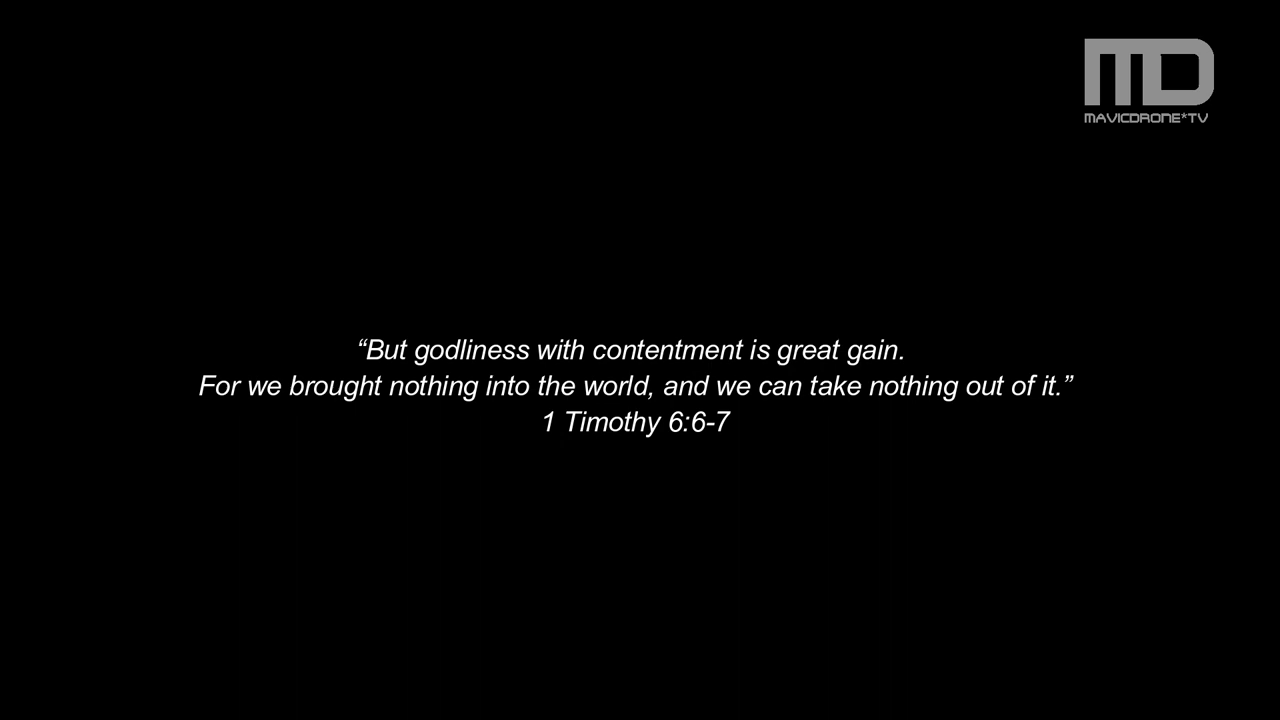 MD
MAVICDRONE*TV
“But godliness with contentment is great gain.
For we brought nothing into the world, and we can take nothing out of it.”
1 Timothy 6:6-7